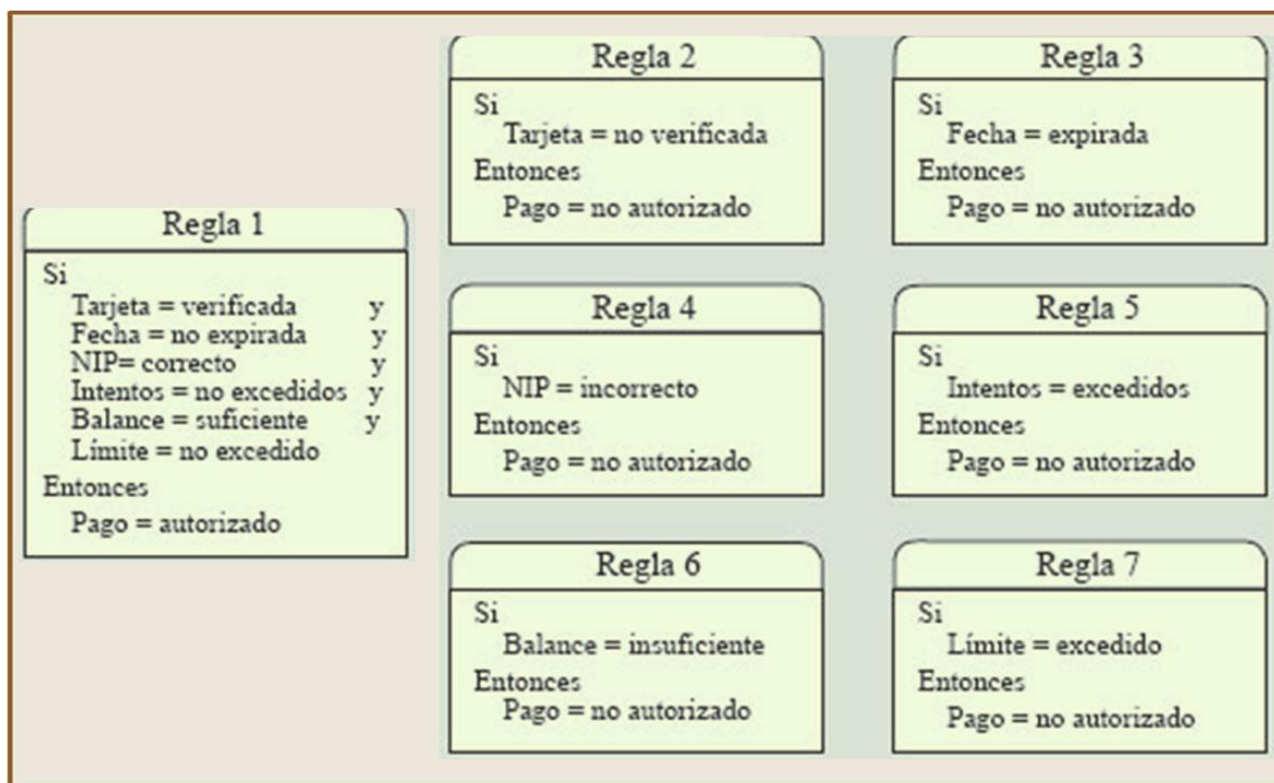 Regla 1
Si
Tarjeta = verificada y
Fecha = no expirada y
NIP= correcto y
Intentos = no excedidos y
Balance = suficiente y
Límite = no excedido
Entonces
Pago = autorizado
Regla 2
Si
Tarjeta = no verificada
Entonces
Pago = no autorizado
Regla 3
Si
Fecha = expirada
Entonces
Pago = no autorizado
Regla 4
Si
NIP = incorrecto
Entonces
Pago = no autorizado
Regla 5
Si
Intentos = excedidos
Entonces
Pago = no autorizado
Regla 6
Si
Balance = insuficiente
Entonces
Pago = no autorizado
Regla 7
Si
Límite = excedido
Entonces
Pago = no autorizado